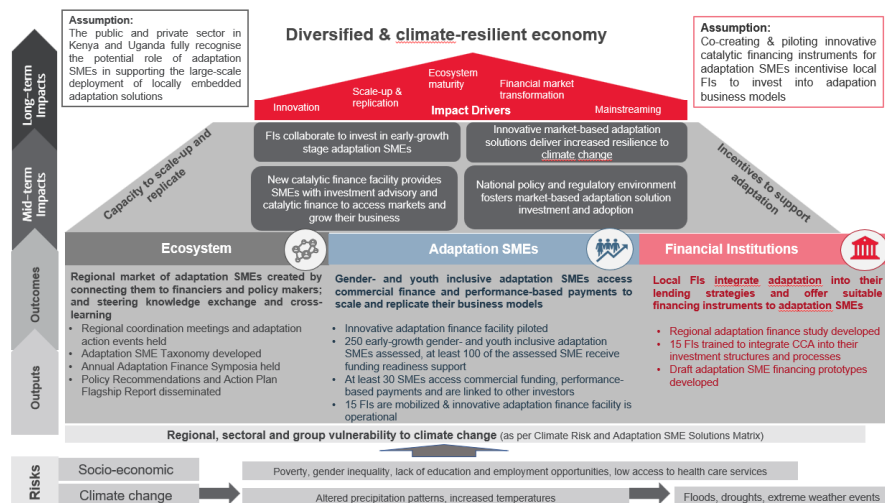 Assumption:
The public and private sector in
Kenya and Uganda fully recognise
the potential role of adaptation
SMEs in supporting the large-scale
deployment of locally embedded
adaptation solutions
Diversified & climate-resilient economy
Assumption:
Co-creating & piloting innovative
catalytic financing instruments for
adaptation SMEs incentivise local
FIs to invest into adapation
business models
Long-term
Impacts
Innovation
Scale-up &
replication
Ecosystem
maturity
Financial market
transformation
Mainstreaming
Impact Drivers
FIs collaborate to invest in early-growth
stage adaptation SMEs
Innovative market-based adaptation
solutions deliver increased resilience to
climate change
Mid-term
Impacts
Capacity to scale-up and
replicate
New catalytic finance facility provides
SMEs with investment advisory and
catalytic finance to access markets and
grow their business
National policy and regulatory environment
fosters market-based adaptation solution
investment and adoption
Incentives to support
adaptation
Outcomes
Ecosystem
Regional market of adaptation SMEs created by
connecting them to financiers and policy makers;
and steering knowledge exchange and cross-
learning
• Regional coordination meetings and adaptation
action events held
• Adaptation SME Taxonomy developed
• Annual Adaptation Finance Symposia held
• Policy Recommendations and Action Plan
Flagship Report disseminated
Adaptation SMEs
Gender- and youth inclusive adaptation SMEs access
commercial finance and performance-based payments to
scale and replicate their business models
• Innovative adaptation finance facility piloted
• 250 early-growth gender- and youth inclusive adaptation
SMEs assessed, at least 100 of the assessed SME receive
funding readiness support
• At least 30 SMEs access commercial funding, performance-
based payments and are linked to other investors
• 15 FIs are mobilized & innovative adaptation finance facility is
operational
Financial Institutions
Local FIs integrate adaptation into their
lending strategies and offer suitable
financing instruments to adaptation SMEs
• Regional adaptation finance study developed
• 15 FIs trained to integrate CCA into their
investment structures and processes
• Draft adaptation SME financing prototypes
developed
Outputs
Regional, sectoral and group vulnerability to climate change (as per Climate Risk and Adaptation SME Solutions Matrix)
Risks
Socio-economic
Poverty, gender inequality, lack of education and employment opportunities, low access to health care services
Climate change
Altered precipitation patterns, increased temperatures
Floods, droughts, extreme weather events